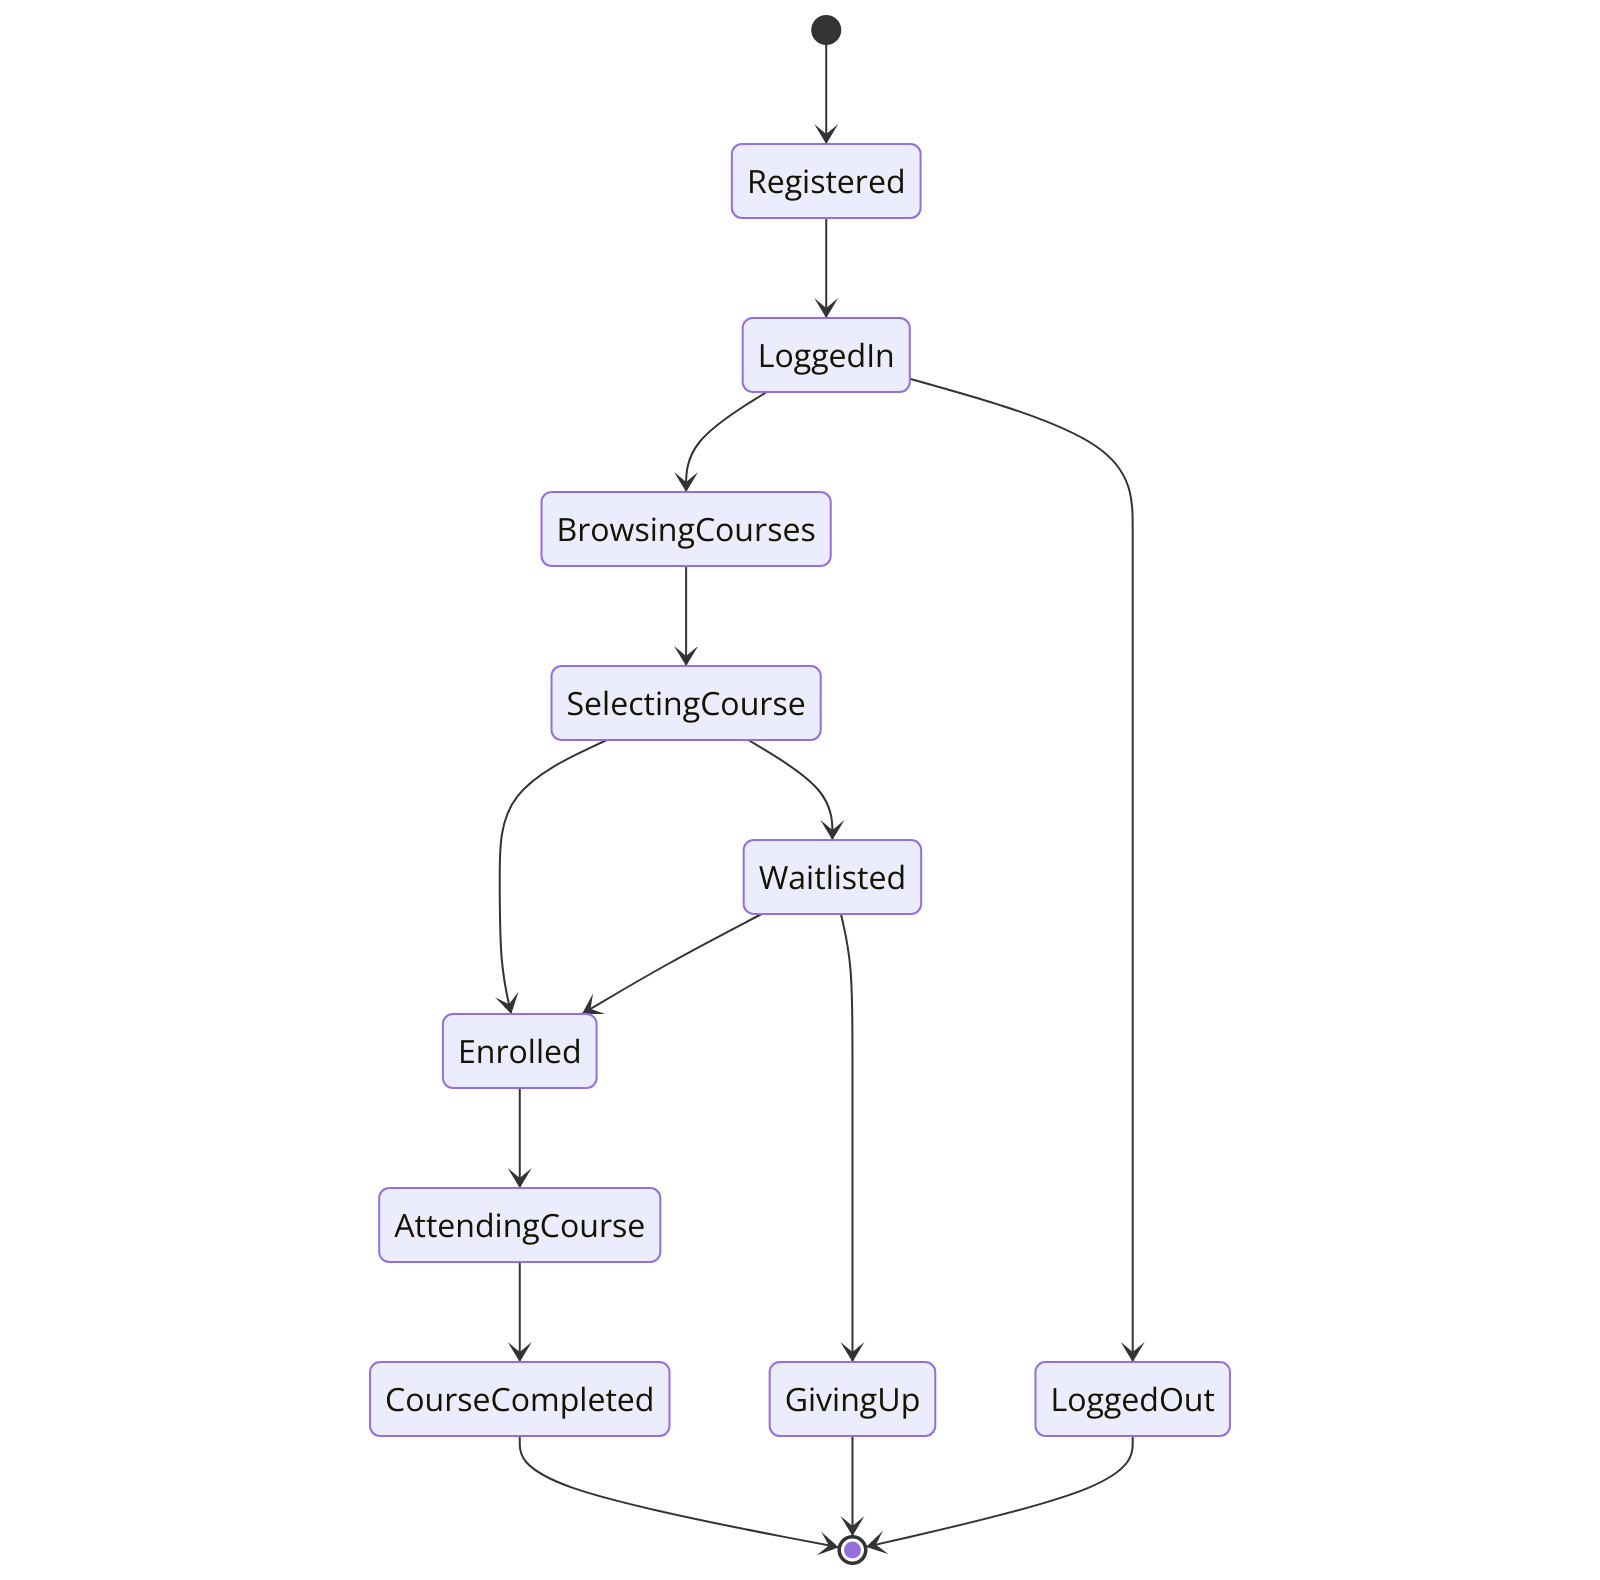 Registered
LoggedIn
BrowsingCourses
SelectingCourse
Waitlisted
Enrolled
AttendingCourse
CourseCompleted
GivingUp
LoggedOut